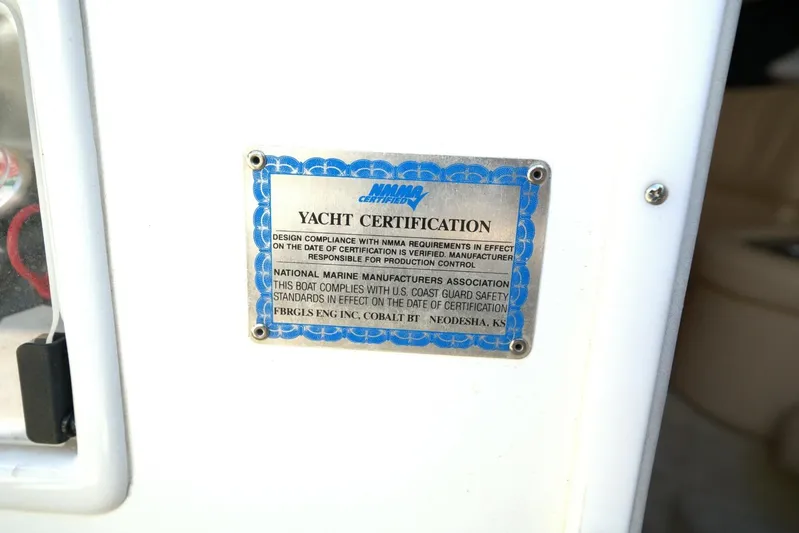 NMMA
CERTIFIED
YACHT CERTIFICATION
DESIGN COMPLIANCE WITH NMMA REQUIREMENTS IN EFFECT
ON THE DATE OF CERTIFICATION IS VERIFIED. MANUFACTURER
RESPONSIBLE FOR PRODUCTION CONTROL
NATIONAL MARINE MANUFACTURERS ASSOCIATION
THIS BOAT COMPLIES WITH U.S. COAST GUARD SAFETY
STANDARDS IN EFFECT ON THE DATE OF CERTIFICATION
FBRGLS ENG INC, COBALT BT NEODESHA, KS